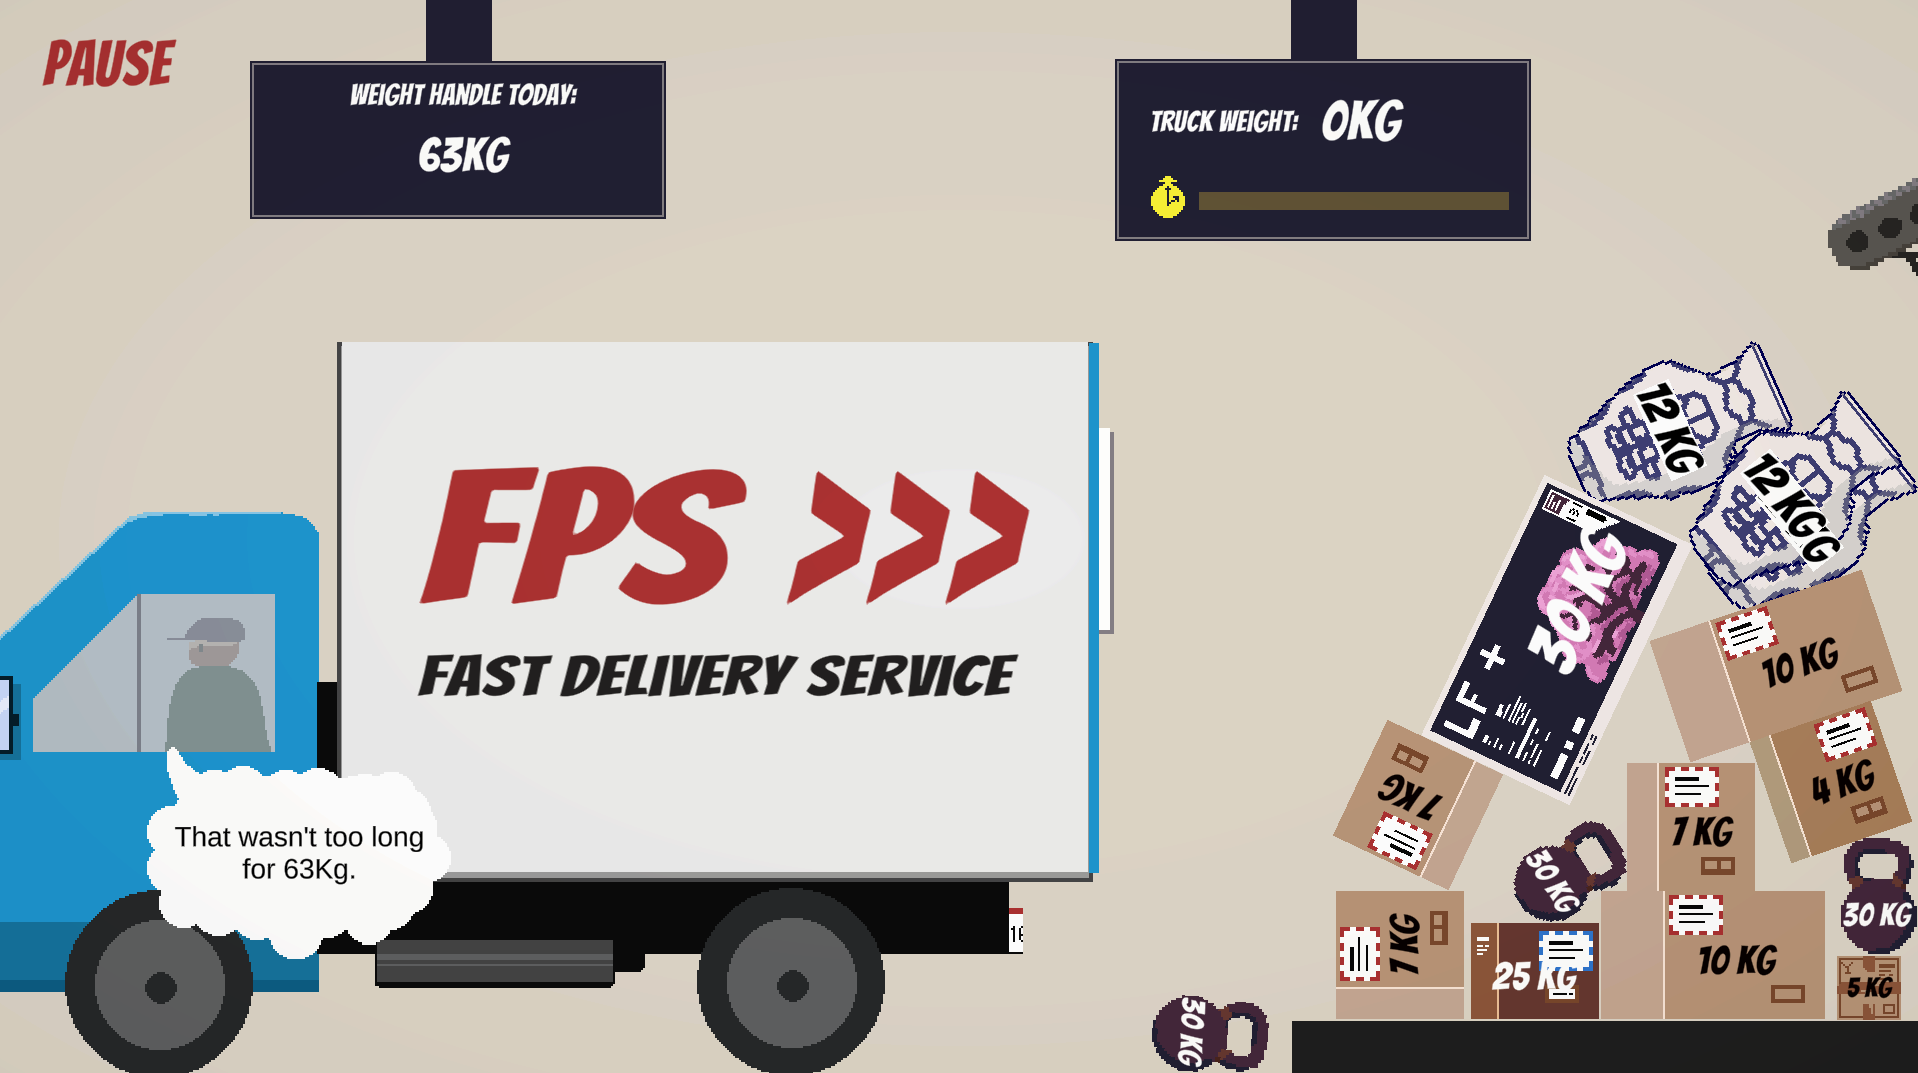 PAUSE
WEIGHT HANDLE TODAY:
63KG
TRUCK WEIGHT: 0KG
FPS >>>
FAST DELIVERY SERVICE
That wasn't too long
for 63Kg.
12 KG
12 KGG
30KG
LF +
10 KG
4 KG
7 KG
7 KG
30 KG
30 KG
7 KG
25 KG
10 KG
5 KG
30 KG